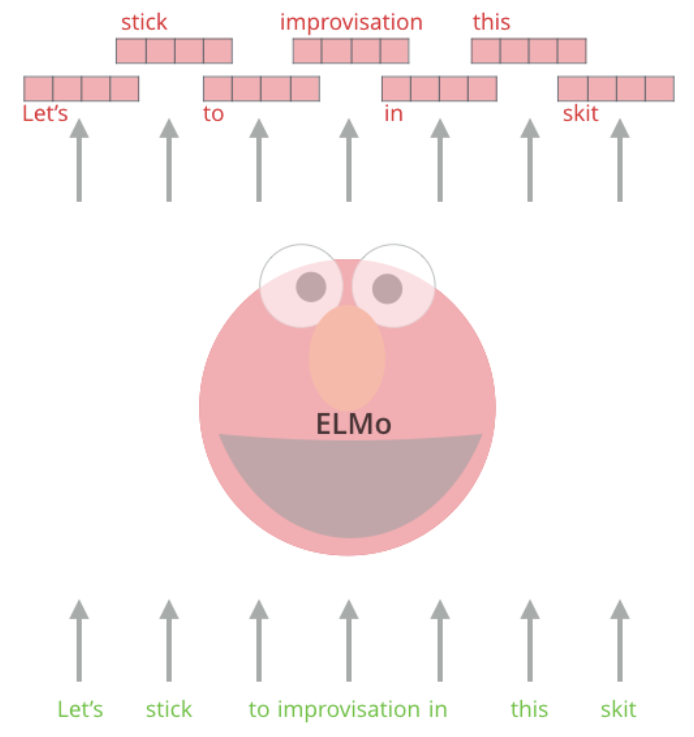 stick improvisation this
Let's to in skit
ELMo
Let's stick to improvisation in this skit